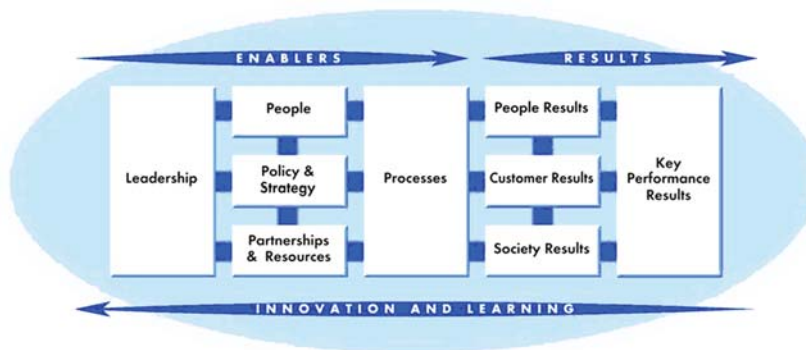 ENABLERS
RESULTS
Leadership
People
Policy &
Strategy
Partnerships
& Resources
Processes
People Results
Customer Results
Society Results
Key
Performance
Results
INNOVATION AND LEARNING